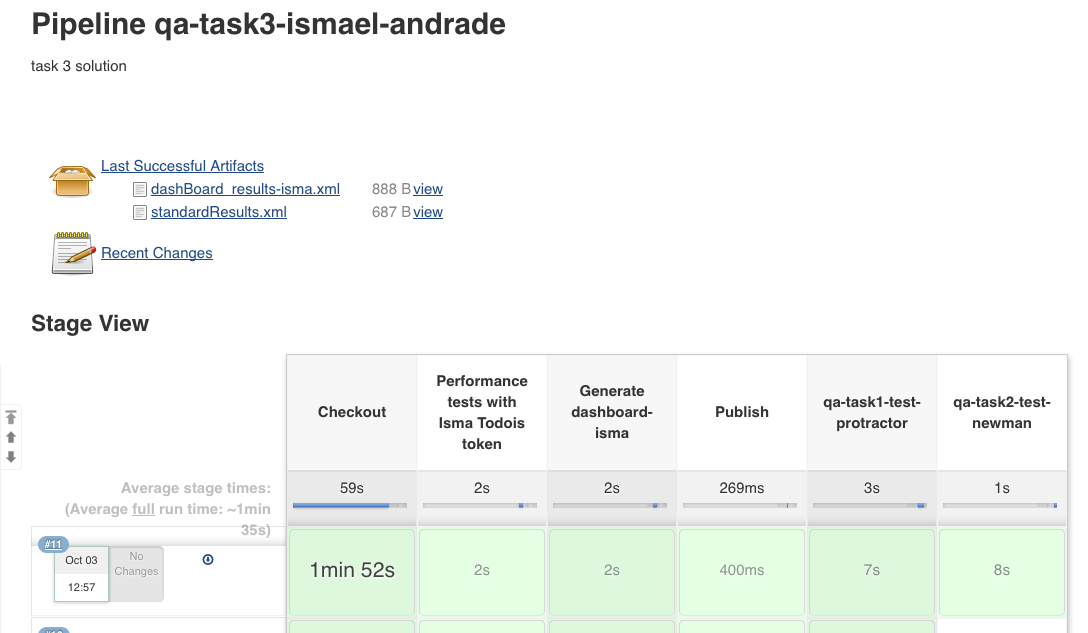 Pipeline qa-task3-ismael-andrade
task 3 solution
Last Successful Artifacts
dashBoard_results-isma.xml 888 B view
standardResults.xml 687 B view
Recent Changes
Stage View
Checkout
Performance
tests with
Isma Todois
token
Generate
dashboard-
isma
Publish
qa-task1-test-
protractor
qa-task2-test-
newman
Average stage times:
(Average full run time: ~1min
35s)
59s 2s 2s 269ms 3s 1s
#11
Oct 03
12:57
No
Changes
1min 52s 2s 2s 400ms 7s 8s